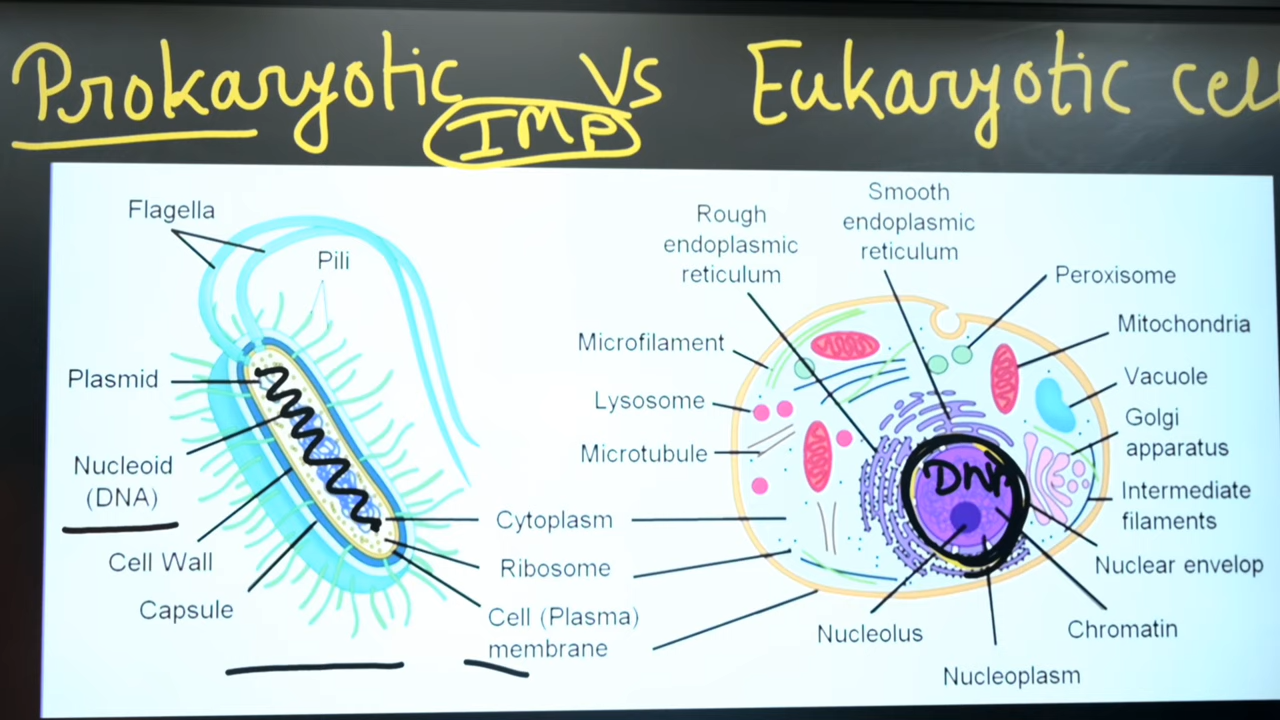 Prokaryotic vs Eukaryotic cell
IMP
Flagella
Pili
Plasmid
Nucleoid
(DNA)
Cell Wall
Capsule
Cytoplasm
Ribosome
Cell (Plasma)
membrane
Rough
endoplasmic
reticulum
Smooth
endoplasmic
reticulum
Peroxisome
Mitochondria
Vacuole
Golgi
apparatus
Intermediate
filaments
Nuclear envelop
Chromatin
Nucleoplasm
Nucleolus
Microfilament
Lysosome
Microtubule
DNA